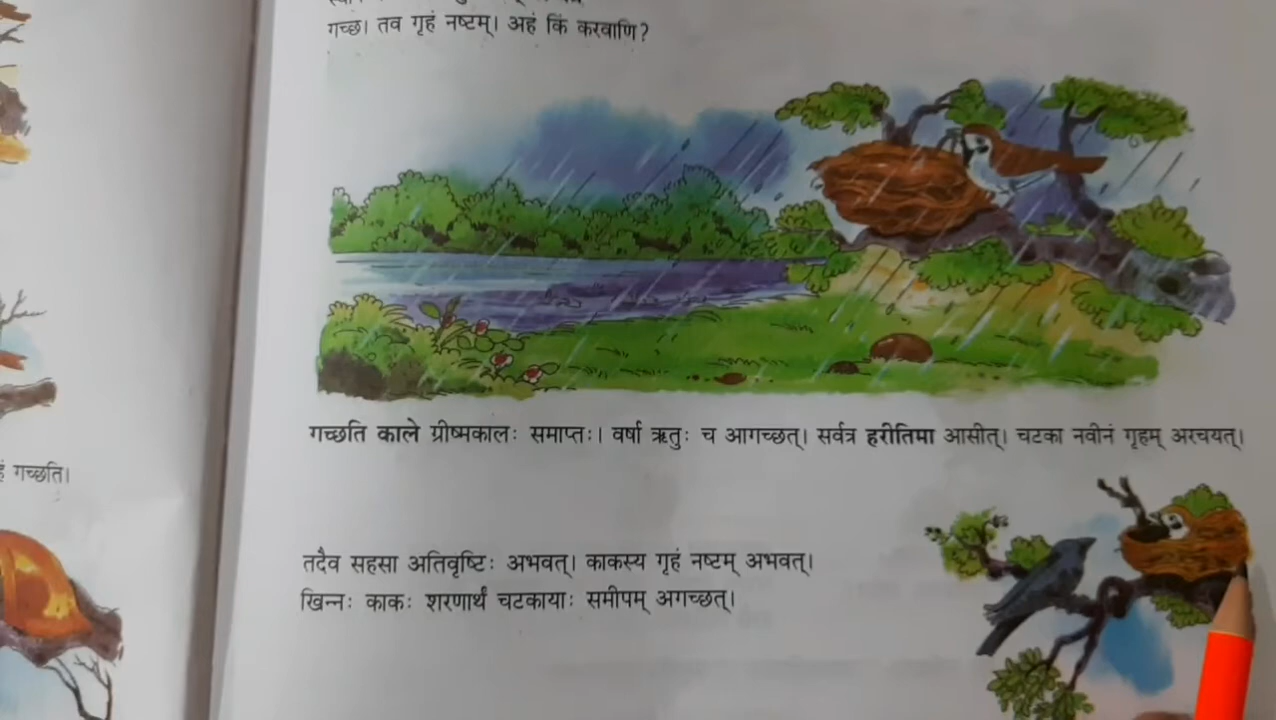 गच्छ। तव गृहं नष्टम्। अहं किं करवाणि?
गच्छति काले ग्रीष्मकालः समाप्तः। वर्षा ऋतुः च आगच्छत्। सर्वत्र हरीतिमा आसीत्। चटका नवीनं गृहम् अरचयत्।
गच्छति।
तदैव सहसा अतिवृष्टिः अभवत्। काकस्य गृहं नष्टम् अभवत्।
खिन्नः काकः शरणार्थं चटकायाः समीपम् अगच्छत्।